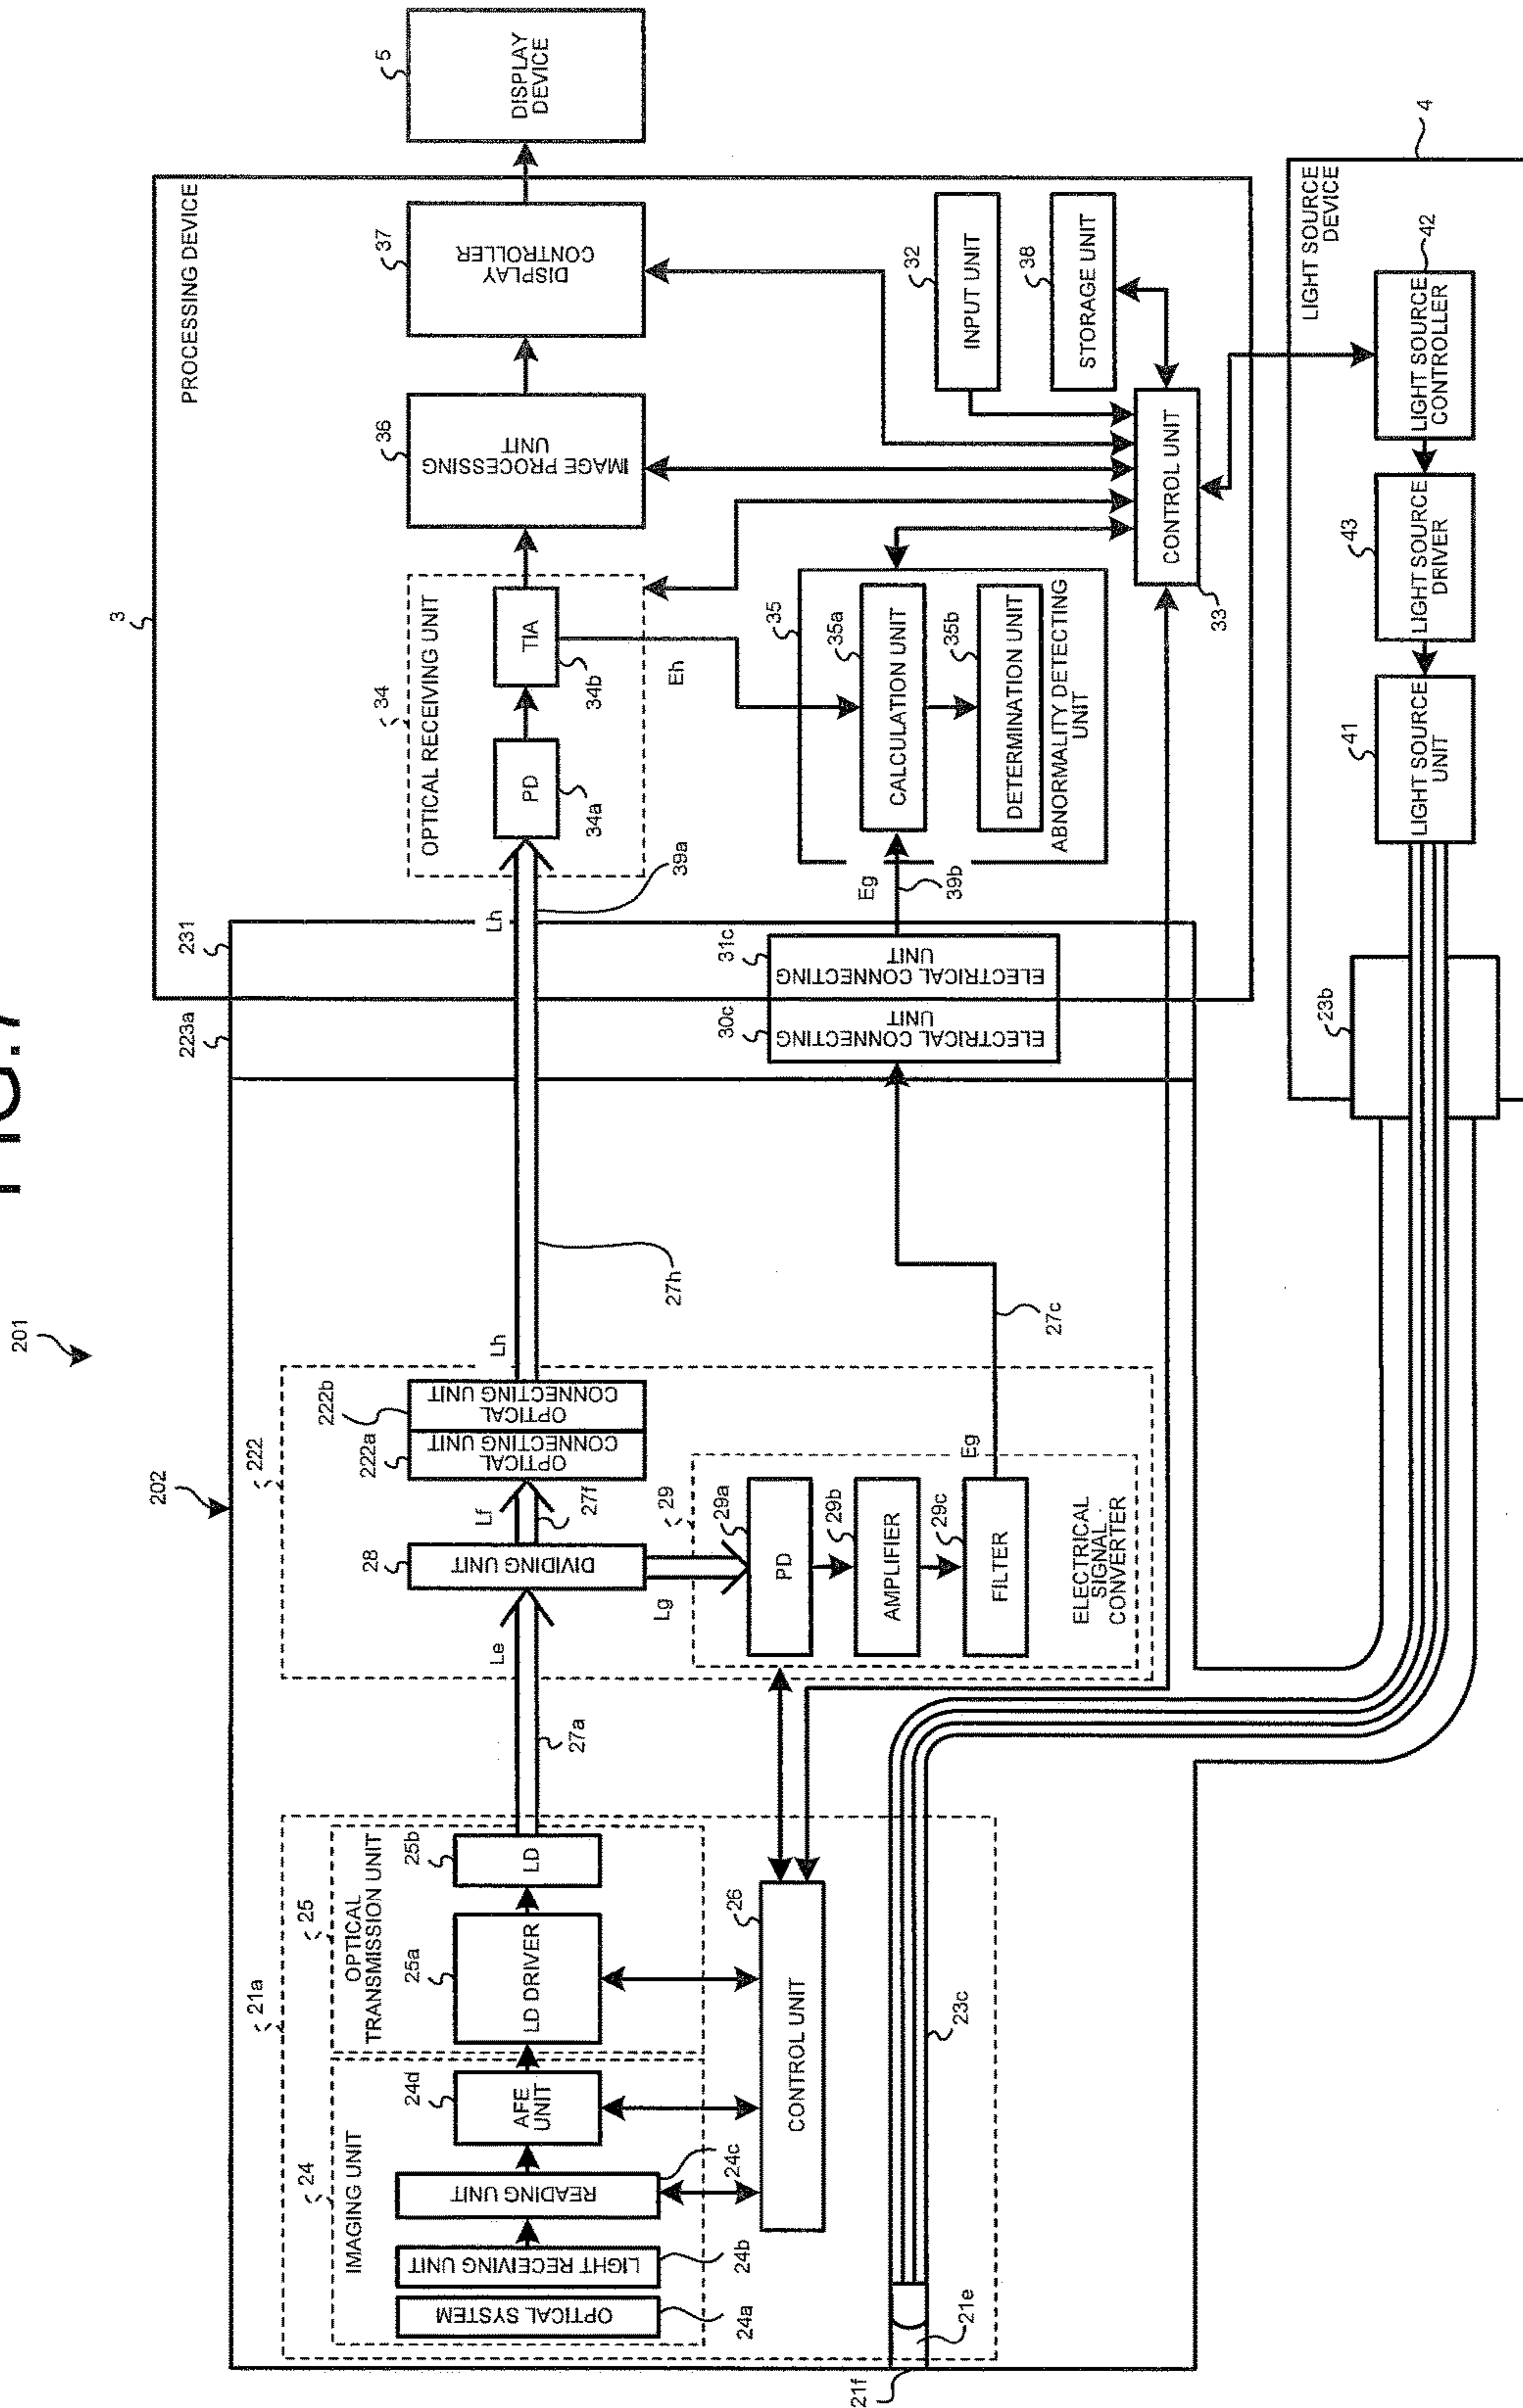 FIG.7
201
202
222
223a
231
3
PROCESSING DEVICE
5
DISPLAY
DEVICE
21a
24
IMAGING UNIT
OPTICAL SYSTEM
24a
LIGHT RECEIVING UNIT
24b
READING UNIT
24c
24d
AFE
UNIT
25
OPTICAL
TRANSMISSION UNIT
25a
LD DRIVER
25b
LD
26
CONTROL UNIT
27a
Le
28
DIVIDING UNIT
Lf
27f
Lg
222a
OPTICAL
CONNECTING UNIT
222b
OPTICAL
CONNECTING UNIT
Lh
27h
29
29a
PD
29b
AMPLIFIER
29c
FILTER
Eg
ELECTRICAL
SIGNAL
CONVERTER
27c
30c
ELECTRICAL CONNECTING
UNIT
31c
ELECTRICAL CONNECTING
UNIT
Lh
39a
Eg
39b
34
OPTICAL RECEIVING UNIT
PD
34a
TIA
34b
Eh
35
35a
CALCULATION UNIT
35b
DETERMINATION UNIT
ABNORMALITY DETECTING
UNIT
36
IMAGE PROCESSING
UNIT
37
DISPLAY
CONTROLLER
32
INPUT UNIT
38
STORAGE UNIT
CONTROL UNIT
33
21f
21e
23c
23b
LIGHT SOURCE
DEVICE
4
41
LIGHT SOURCE
UNIT
43
LIGHT SOURCE
DRIVER
42
LIGHT SOURCE
CONTROLLER